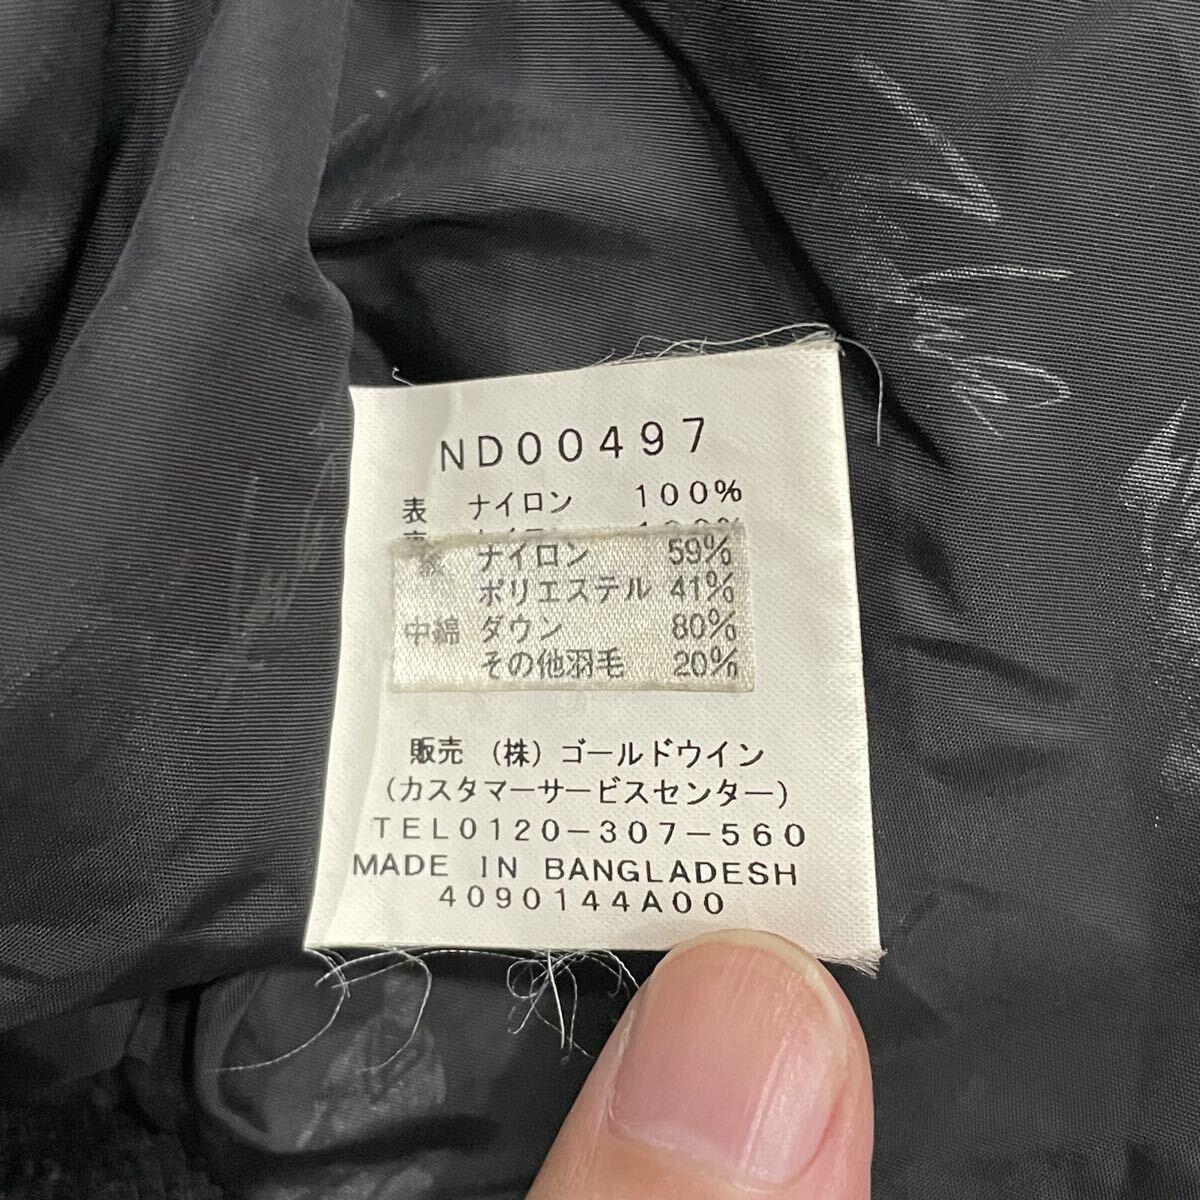 ND00497
表 ナイロン 100%
ナイロン 59%
ポリエステル 41%
中綿 ダウン 80%
その他羽毛 20%
販売 (株) ゴールドウイン
(カスタマーサービスセンター)
TEL0120-307-560
MADE IN BANGLADESH
4090144A00